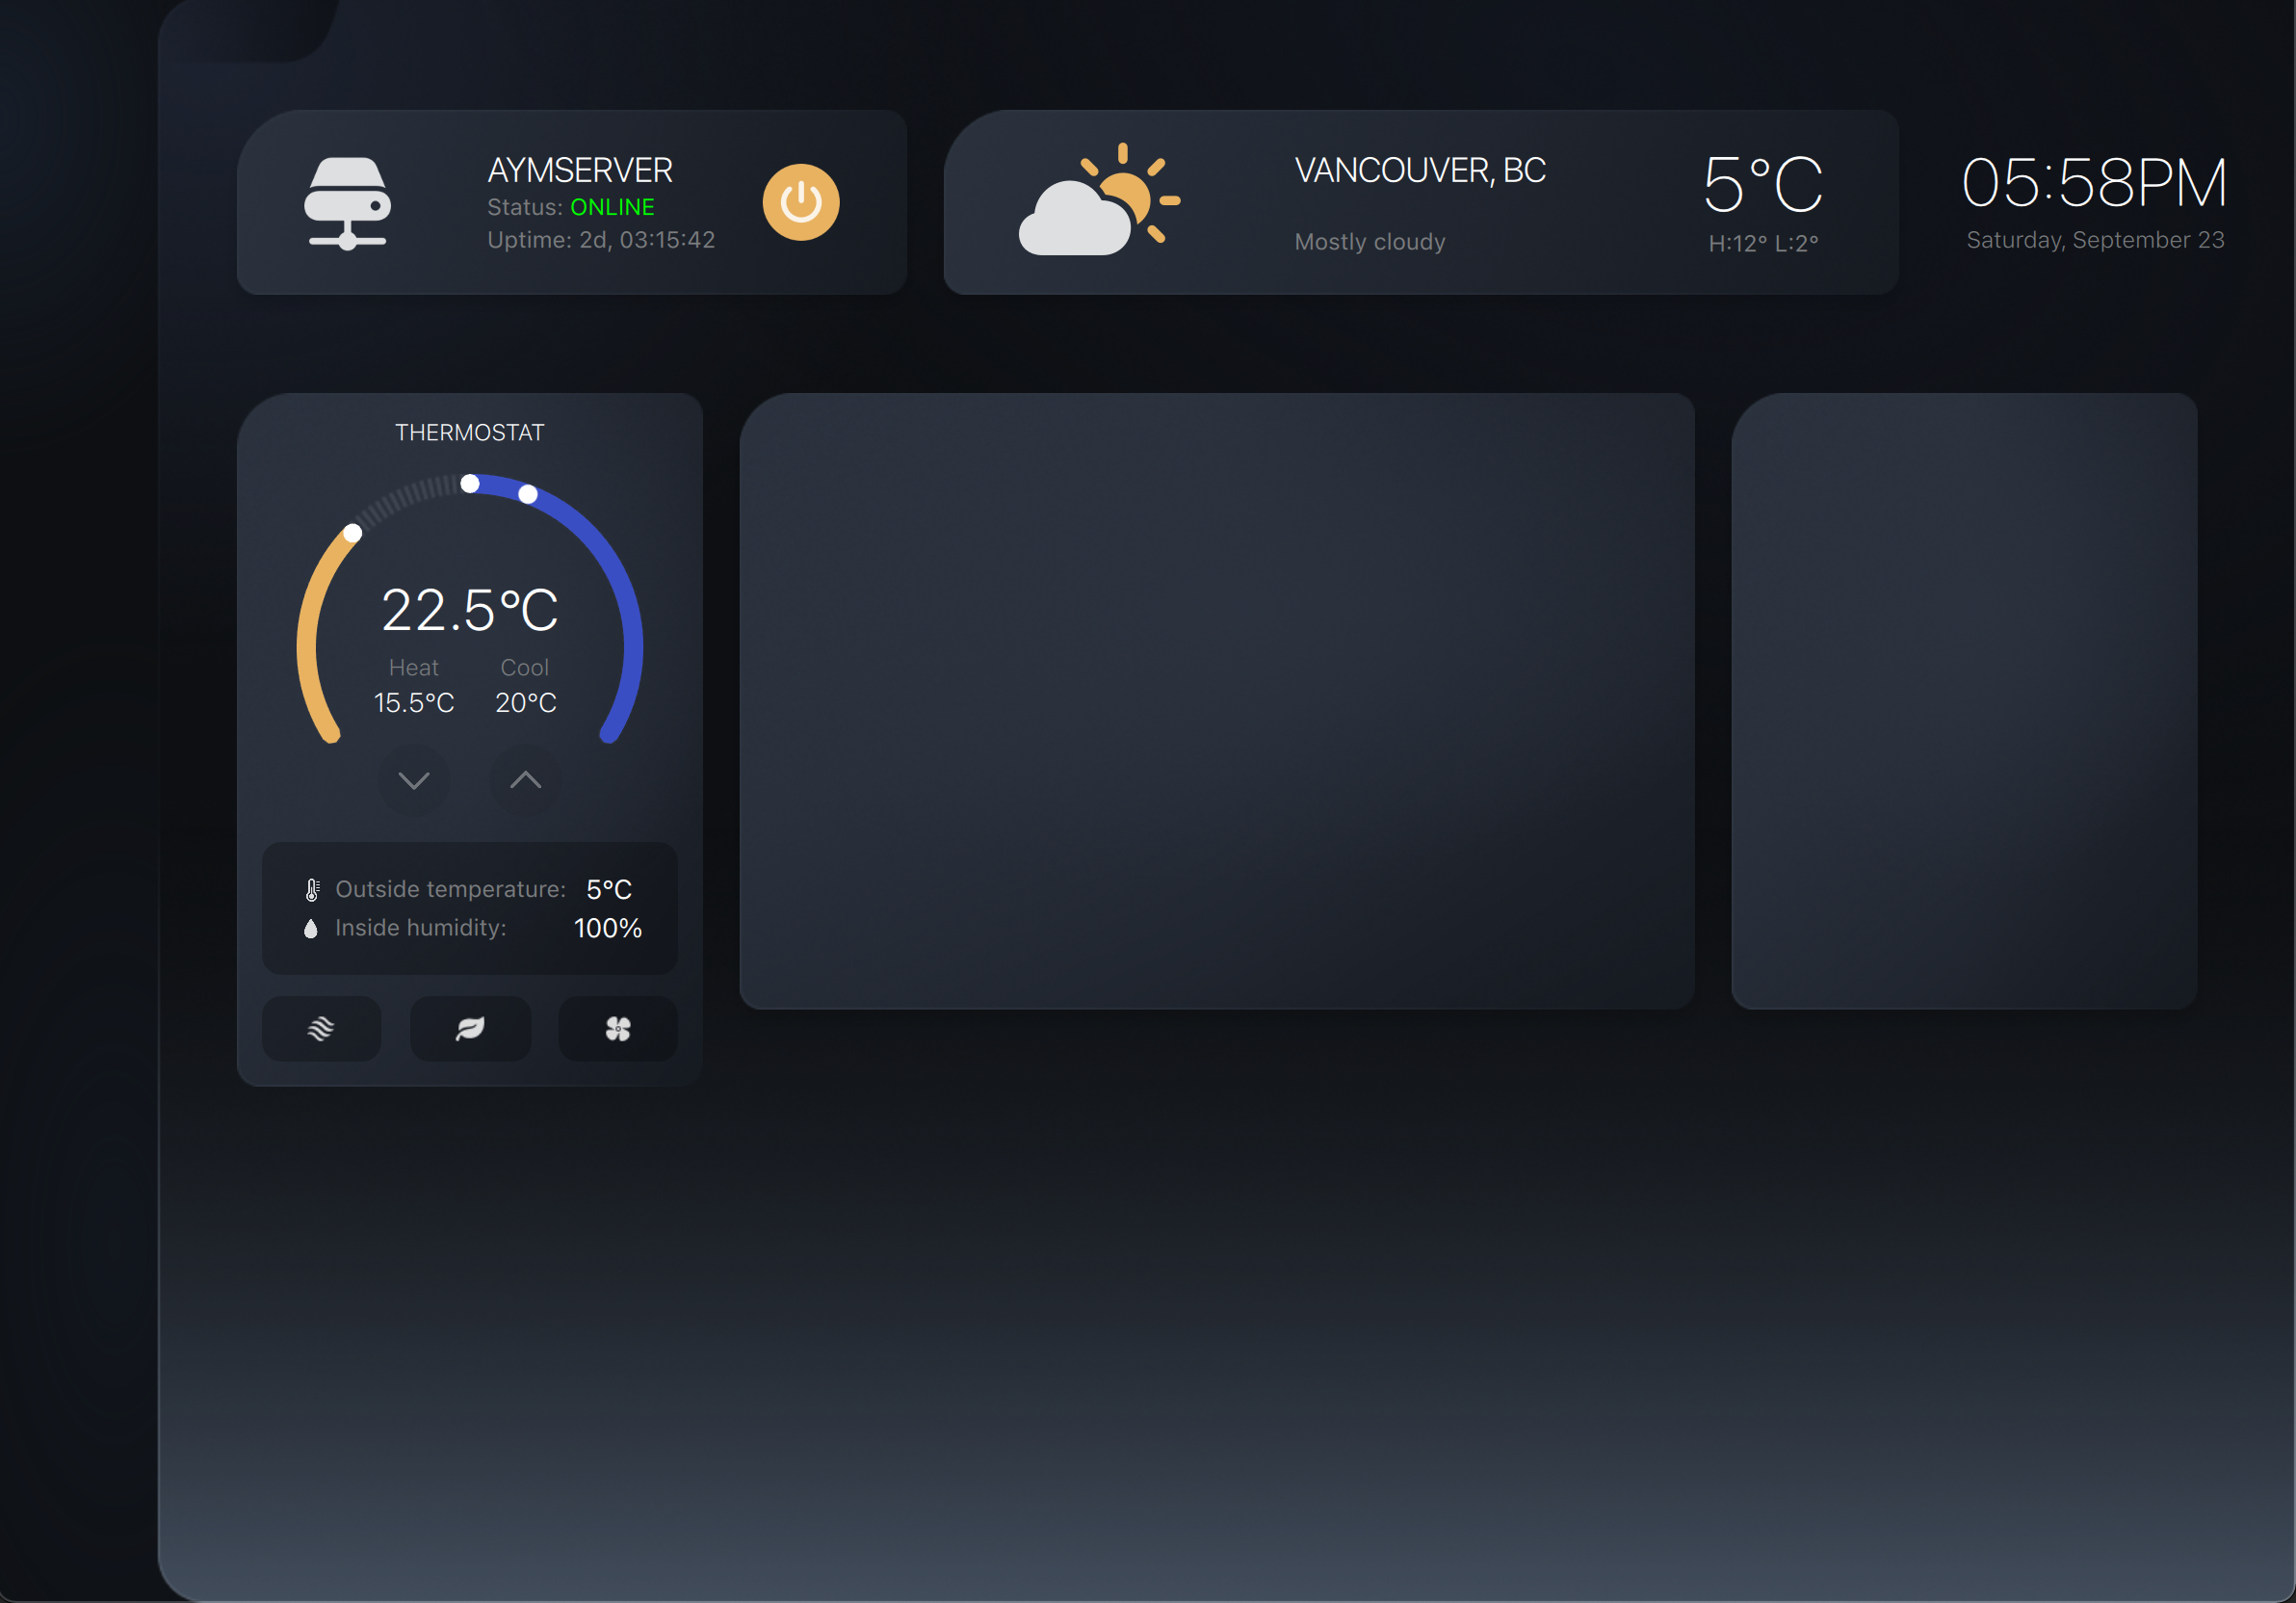 AYMSERVER
Status: ONLINE
Uptime: 2d, 03:15:42
VANCOUVER, BC
Mostly cloudy
5°C
H:12° L:2°
05:58PM
Saturday, September 23
THERMOSTAT
22.5°C
Heat Cool
15.5°C 20°C
Outside temperature: 5°C
Inside humidity: 100%